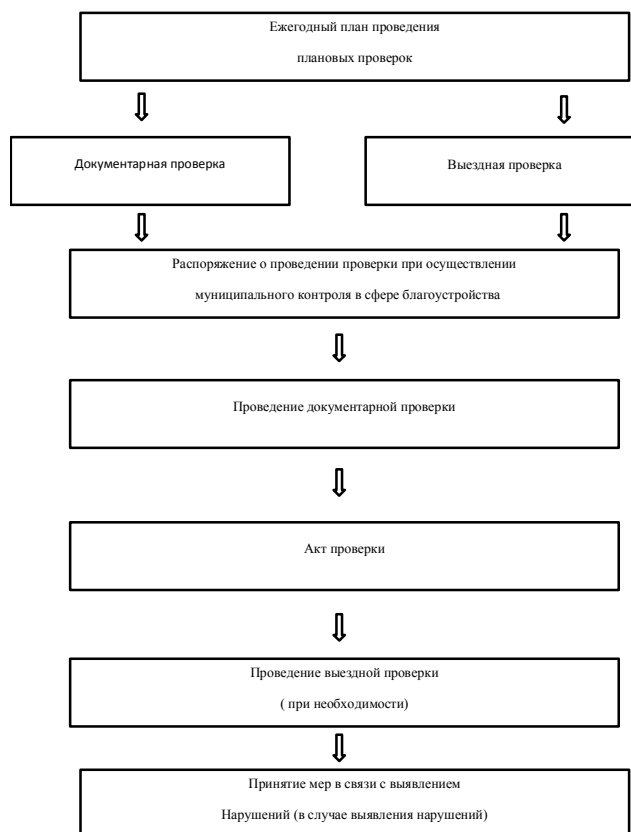 Ежегодный план проведения
плановых проверок
Документарная проверка
Выездная проверка
Распоряжение о проведении проверки при осуществлении
муниципального контроля в сфере благоустройства
Проведение документарной проверки
Акт проверки
Проведение выездной проверки
( при необходимости)
Принятие мер в связи с выявлением
Нарушений (в случае выявления нарушений)